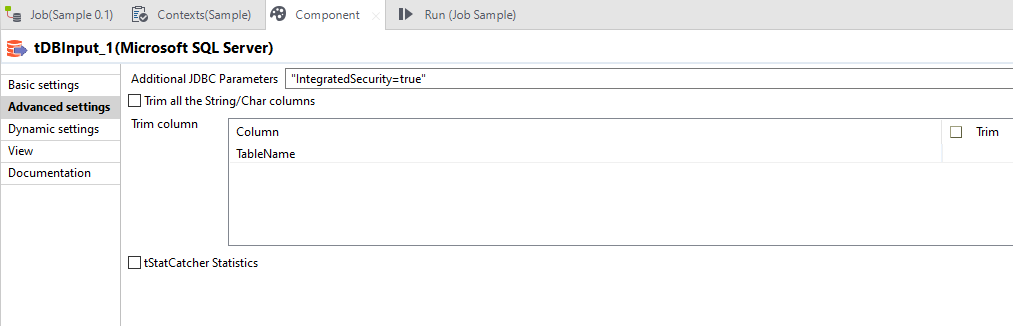 Job(Sample 0.1) Contexts(Sample) Component Run (Job Sample)
tDBInput_1(Microsoft SQL Server)
Basic settings
Advanced settings
Dynamic settings
View
Documentation
Additional JDBC Parameters "IntegratedSecurity=true"
Trim all the String/Char columns
Trim column
Column Trim
TableName
tStatCatcher Statistics